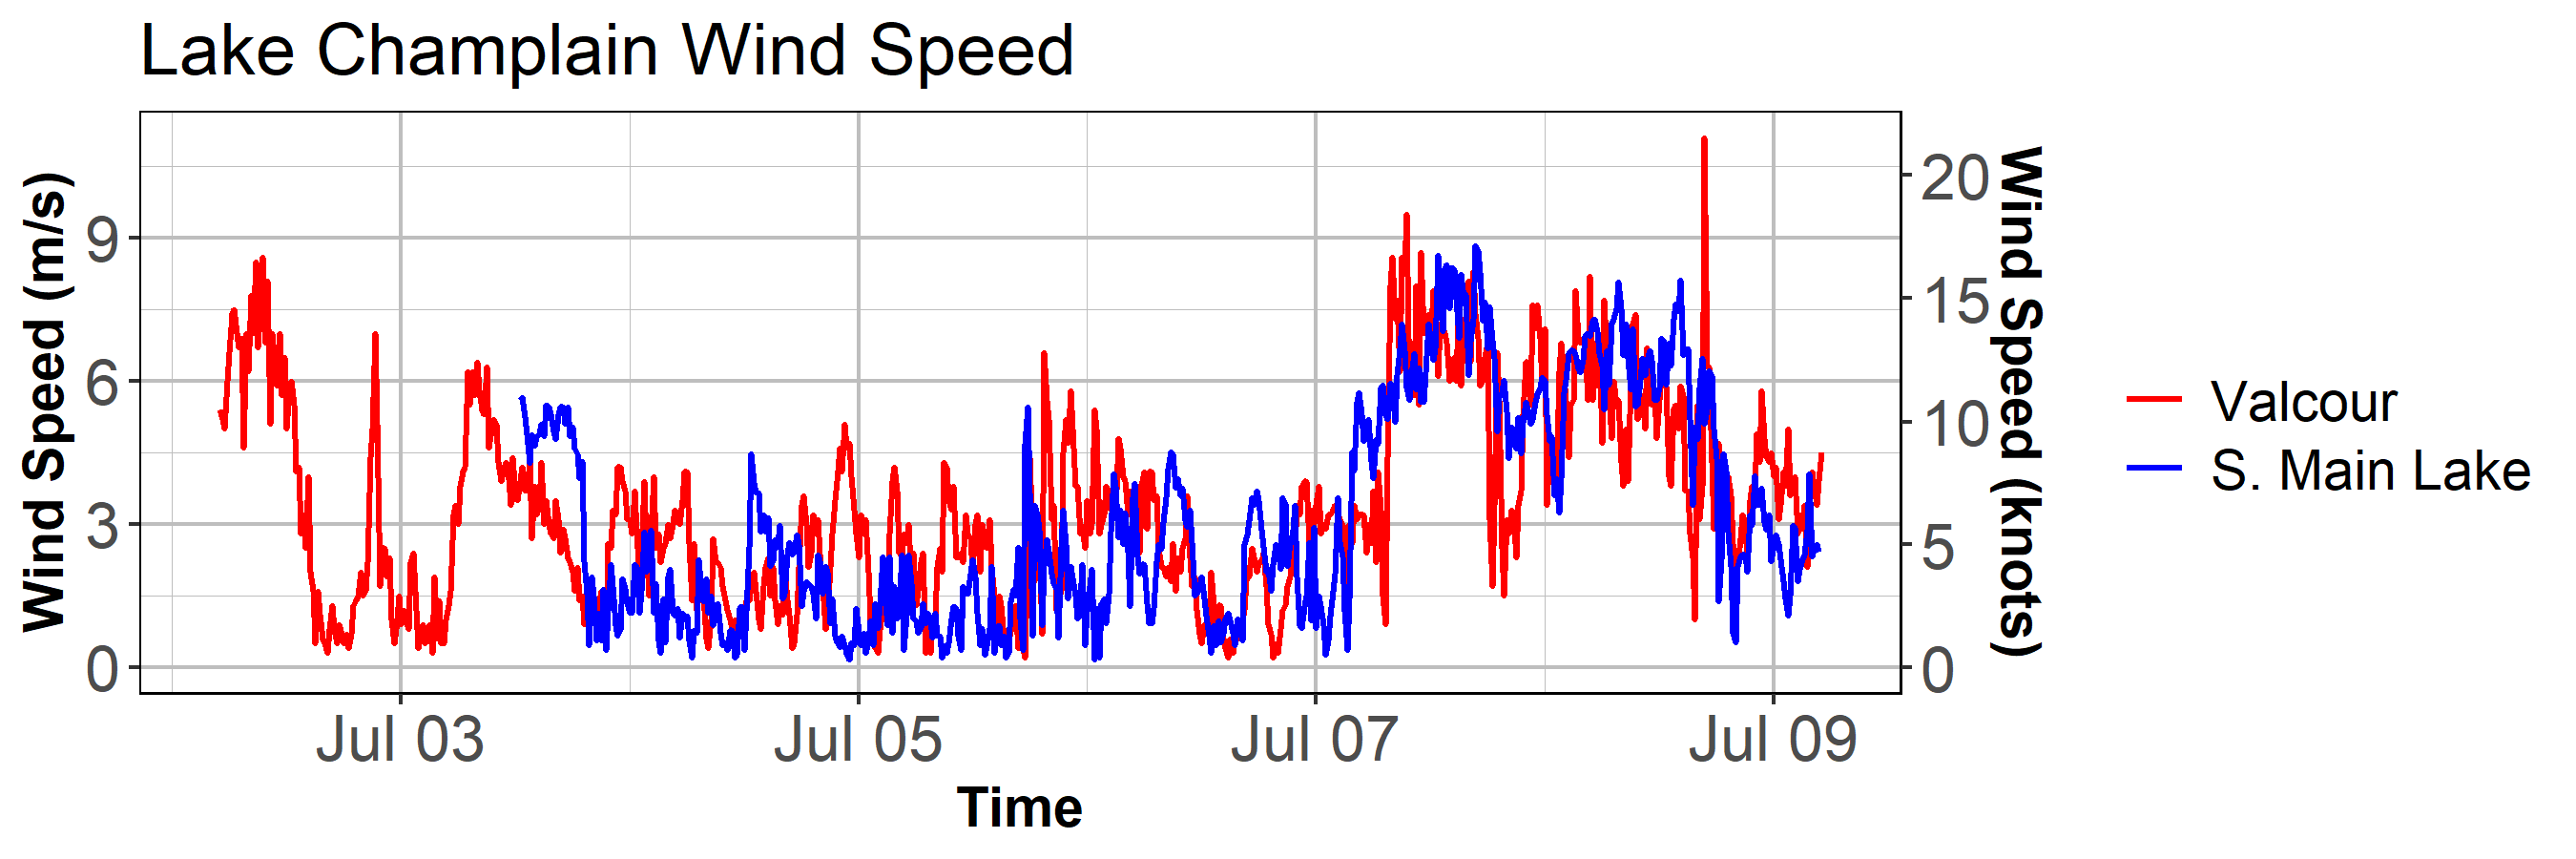 Lake Champlain Wind Speed
Wind Speed (m/s)
9
6
3
0
20
15
10
5
0
Wind Speed (knots)
Jul 03 Jul 05 Jul 07 Jul 09
Time
Valcour
S. Main Lake